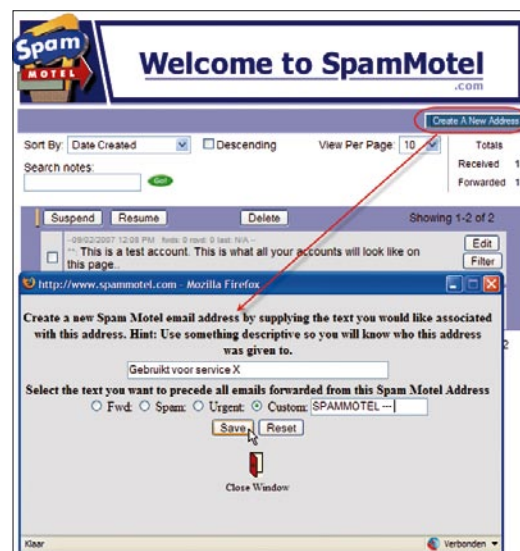 Spam
MOTEL
Welcome to SpamMotel
.com
Create A New Address
Sort By: Date Created Descending View Per Page: 10 Totals
Search notes: Received 1
Go! Forwarded 1
Suspend Resume Delete Showing 1-2 of 2
--09/02/2007 12:08 PM fwds: 0 rcvd: 0 last: N/A --
"": This is a test account. This is what all your accounts will look like on
this page..
Edit
Filter
http://www.spammotel.com - Mozilla Firefox
Create a new Spam Motel email address by supplying the text you would like associated
with this address. Hint: Use something descriptive so you will know who this address
was given to.
Gebruikt voor service X
Select the text you want to precede all emails forwarded from this Spam Motel Address
Fwd: Spam: Urgent: Custom: SPAMMOTEL ---
Save Reset
Close Window
Klaar Verbonden
2